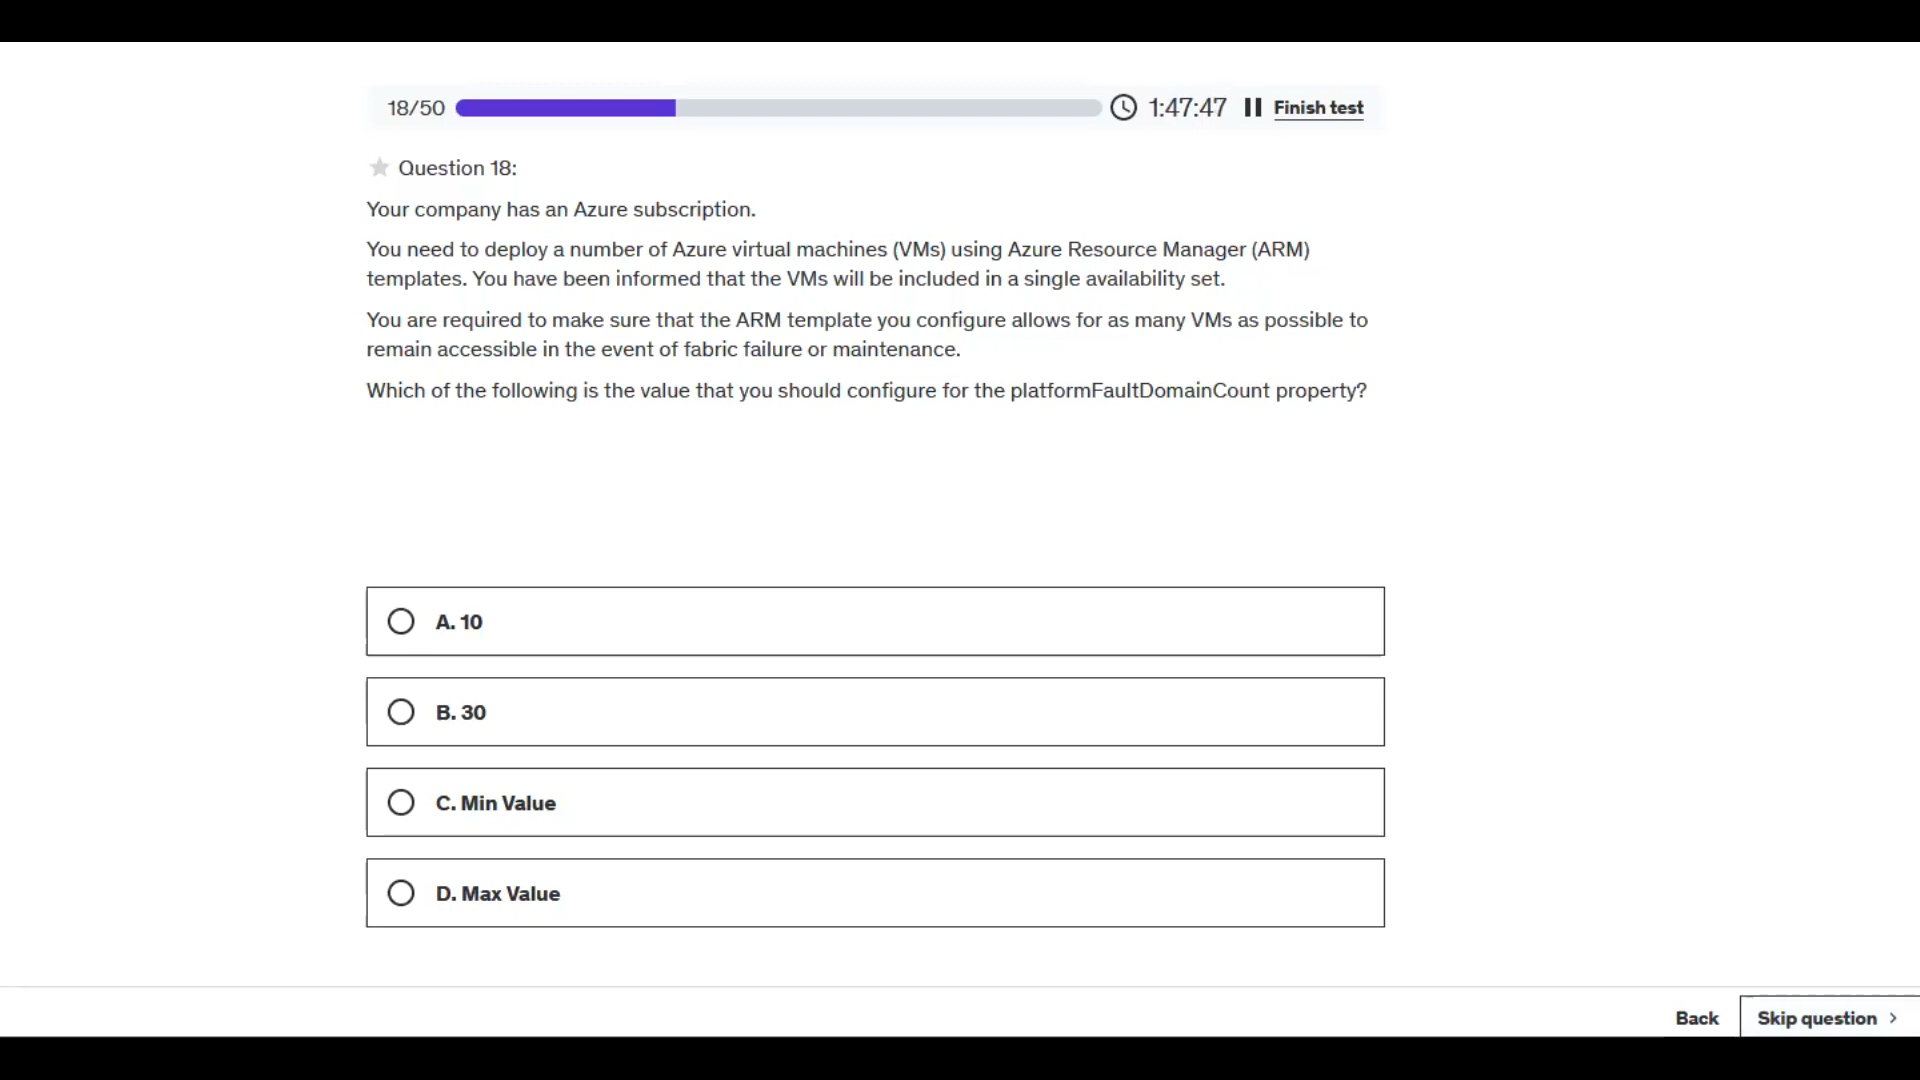 18/50 1:47:47 Finish test
Question 18:
Your company has an Azure subscription.
You need to deploy a number of Azure virtual machines (VMs) using Azure Resource Manager (ARM)
templates. You have been informed that the VMs will be included in a single availability set.
You are required to make sure that the ARM template you configure allows for as many VMs as possible to
remain accessible in the event of fabric failure or maintenance.
Which of the following is the value that you should configure for the platformFaultDomainCount property?
A. 10
B. 30
C. Min Value
D. Max Value
Back Skip question